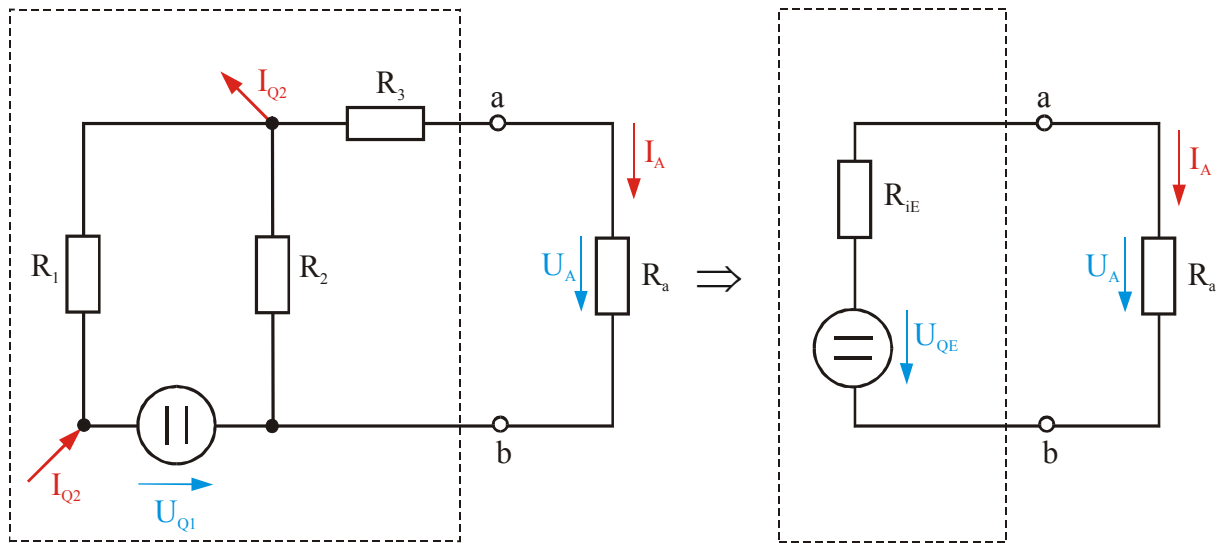 I_Q2
R_3
a
I_A
R_1
R_2
U_A
R_a
I_Q2
U_Q1
b
⇒
a
I_A
R_iE
U_A
R_a
U_QE
b